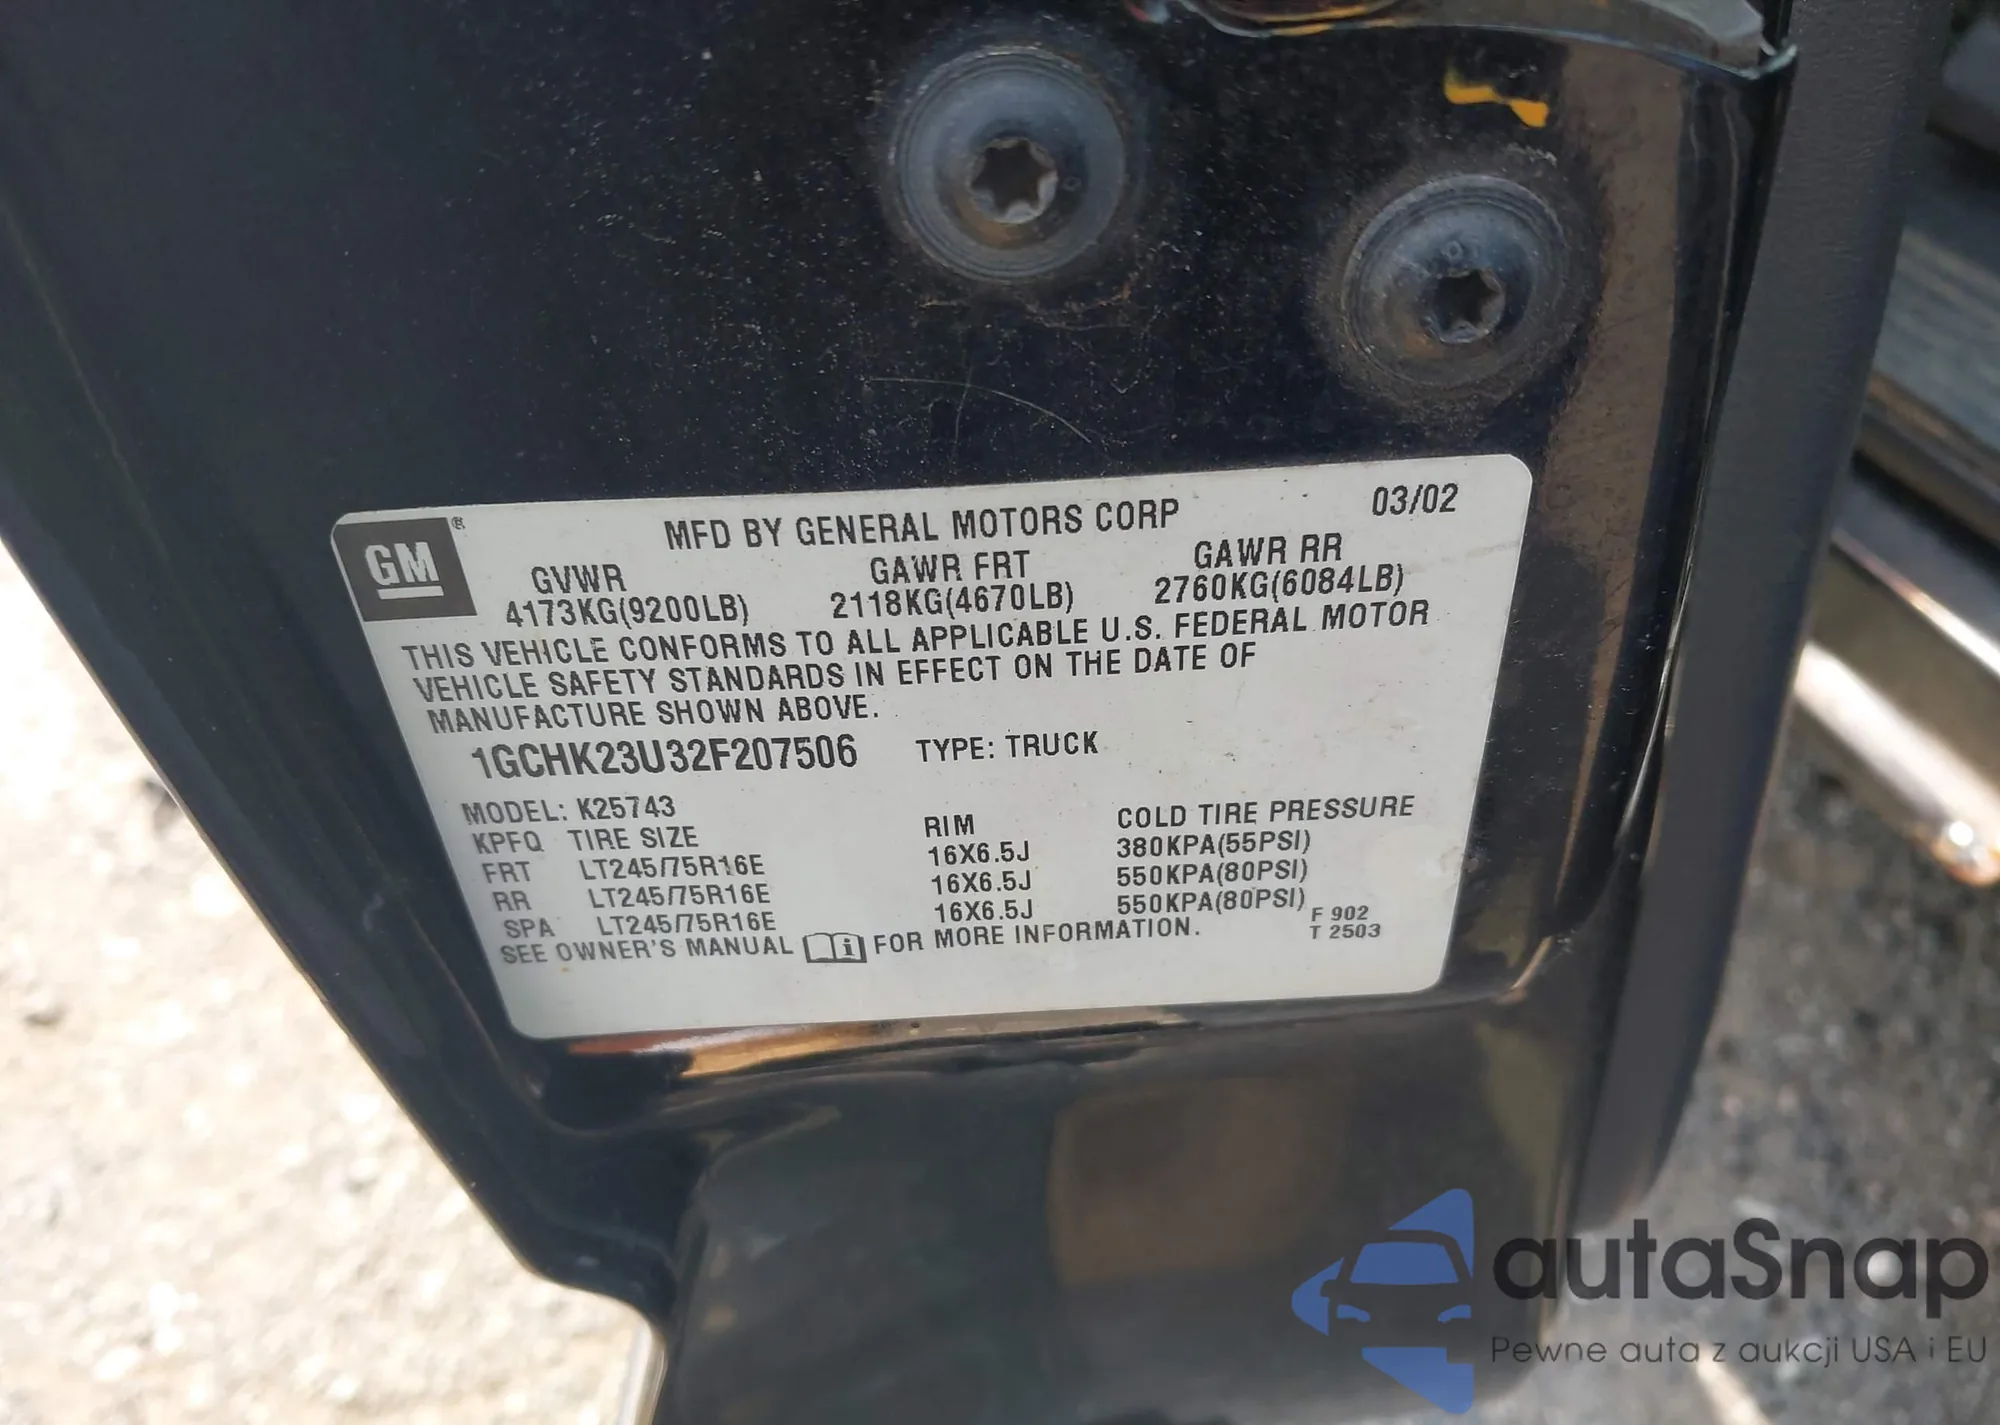 GM®
MFD BY GENERAL MOTORS CORP 03/02
GVWR GAWR FRT GAWR RR
4173KG(9200LB) 2118KG(4670LB) 2760KG(6084LB)
THIS VEHICLE CONFORMS TO ALL APPLICABLE U.S. FEDERAL MOTOR
VEHICLE SAFETY STANDARDS IN EFFECT ON THE DATE OF
MANUFACTURE SHOWN ABOVE.
1GCHK23U32F207506 TYPE: TRUCK
MODEL: K25743
KPFQ TIRE SIZE RIM COLD TIRE PRESSURE
FRT LT245/75R16E 16X6.5J 380KPA(55PSI)
RR LT245/75R16E 16X6.5J 550KPA(80PSI)
SPA LT245/75R16E 16X6.5J 550KPA(80PSI)
SEE OWNER'S MANUAL i FOR MORE INFORMATION.
F 902
T 2503
autaSnap
Pewne auta z aukcji USA i EU